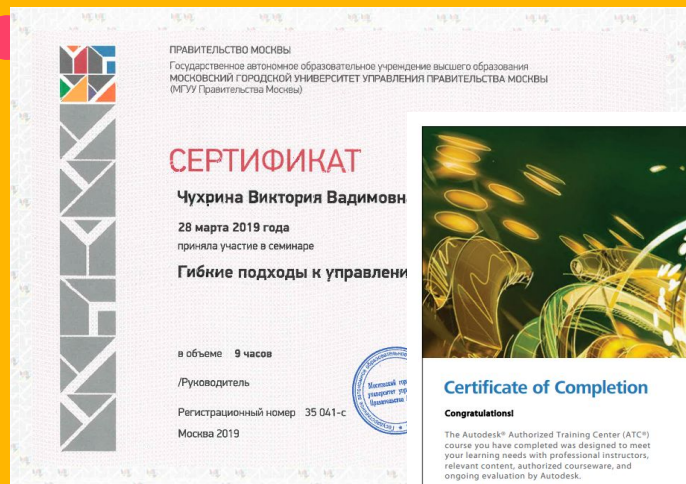 ПРАВИТЕЛЬСТВО МОСКВЫ
Государственное автономное образовательное учреждение высшего образования
МОСКОВСКИЙ ГОРОДСКОЙ УНИВЕРСИТЕТ УПРАВЛЕНИЯ ПРАВИТЕЛЬСТВА МОСКВЫ
(МГУУ Правительства Москвы)
СЕРТИФИКАТ
Чухрина Виктория Вадимовн
28 марта 2019 года
приняла участие в семинаре
Гибкие подходы к управлени
в объеме 9 часов
/Руководитель
Регистрационный номер 35 041-с
Москва 2019
Certificate of Completion
Congratulations!
The Autodesk® Authorized Training Center (ATC®)
course you have completed was designed to meet
your learning needs with professional instructors,
relevant content, authorized courseware, and
ongoing evaluation by Autodesk.